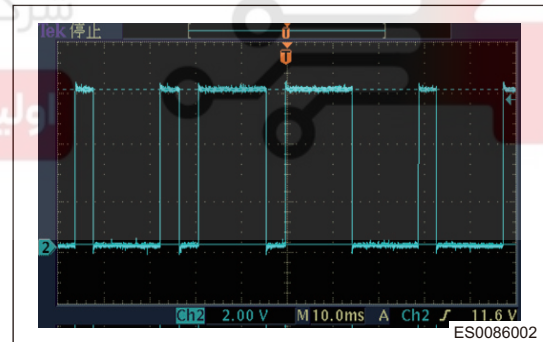 Tek 停止
T
2
Ch2 2.00 V M 10.0ms A Ch2 11.6 V
ES0086002